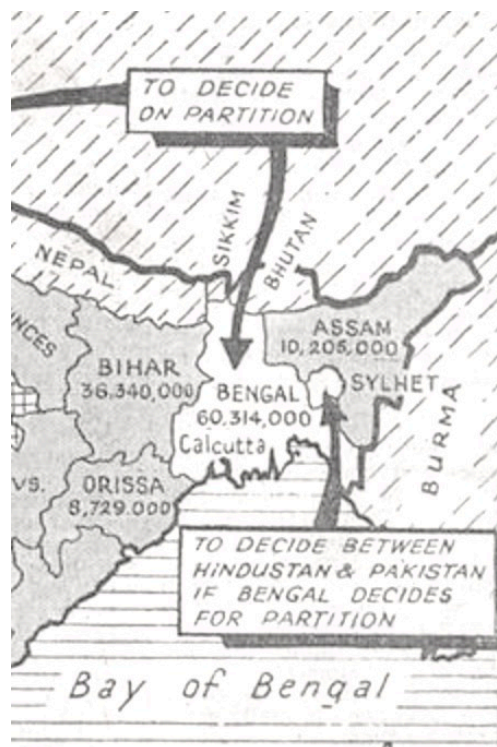 TO DECIDE
ON PARTITION
SIKKIM
BHUTAN
NEPAL
ASSAM
10,205,000
BIHAR
36,340,000
SYLHET
BENGAL
60,314,000
Calcutta
BURMA
VS.
ORISSA
8,729,000
TO DECIDE BETWEEN
HINDUSTAN & PAKISTAN
IF BENGAL DECIDES
FOR PARTITION
Bay of Bengal